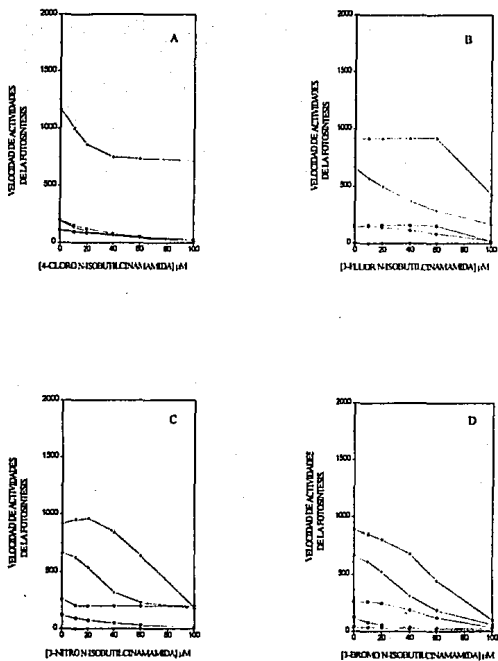 A
VELOCIDAD DE ACTIVIDADES
DE LA FOTOSINTESIS
2000
1500
1000
500
0
0 20 40 60 80 100
[4-CLORO N-ISOBUTILCINAMAMIDA] µM
B
VELOCIDAD DE ACTIVIDADES
DE LA FOTOSINTESIS
2000
1500
1000
500
0
0 20 40 60 80 100
[3-FLUOR N-ISOBUTILCINAMAMIDA] µM
C
VELOCIDAD DE ACTIVIDADES
DE LA FOTOSINTESIS
2000
1500
1000
500
0
0 20 40 60 80 100
[3-NITRO N-ISOBUTILCINAMAMIDA] µM
D
VELOCIDAD DE ACTIVIDADES
DE LA FOTOSINTESIS
2000
1500
1000
500
0
0 20 40 60 80 100
[3-BROMO N-ISOBUTILCINAMAMIDA] µM